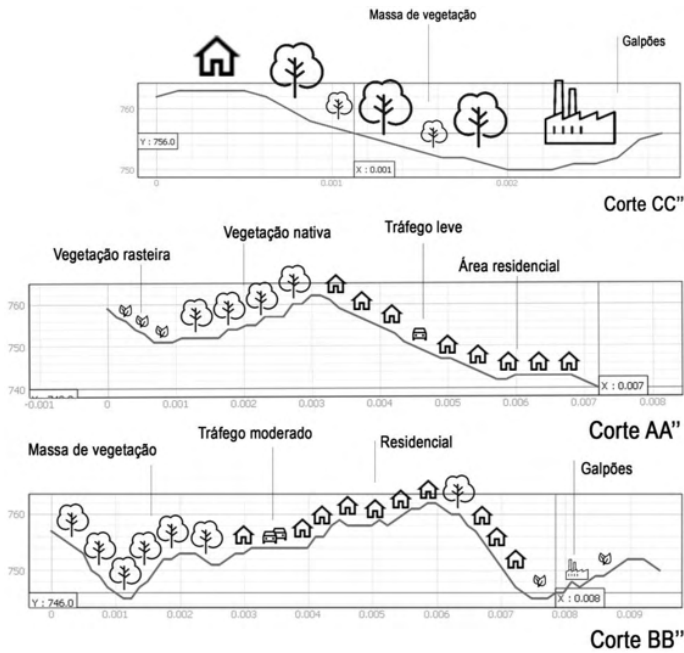 Massa de vegetação
Galpões
760
750
Y : 756.0
X : 0.001
0
0.001
0.002
Corte CC"
Vegetação rasteira
Vegetação nativa
Tráfego leve
Área residencial
760
750
740
X : 0.007
-0.001
0
0.001
0.002
0.003
0.004
0.005
0.006
0.007
0.008
Corte AA"
Massa de vegetação
Tráfego moderado
Residencial
Galpões
760
750
Y : 746.0
X : 0.008
0
0.001
0.002
0.003
0.004
0.005
0.006
0.007
0.008
0.009
Corte BB"